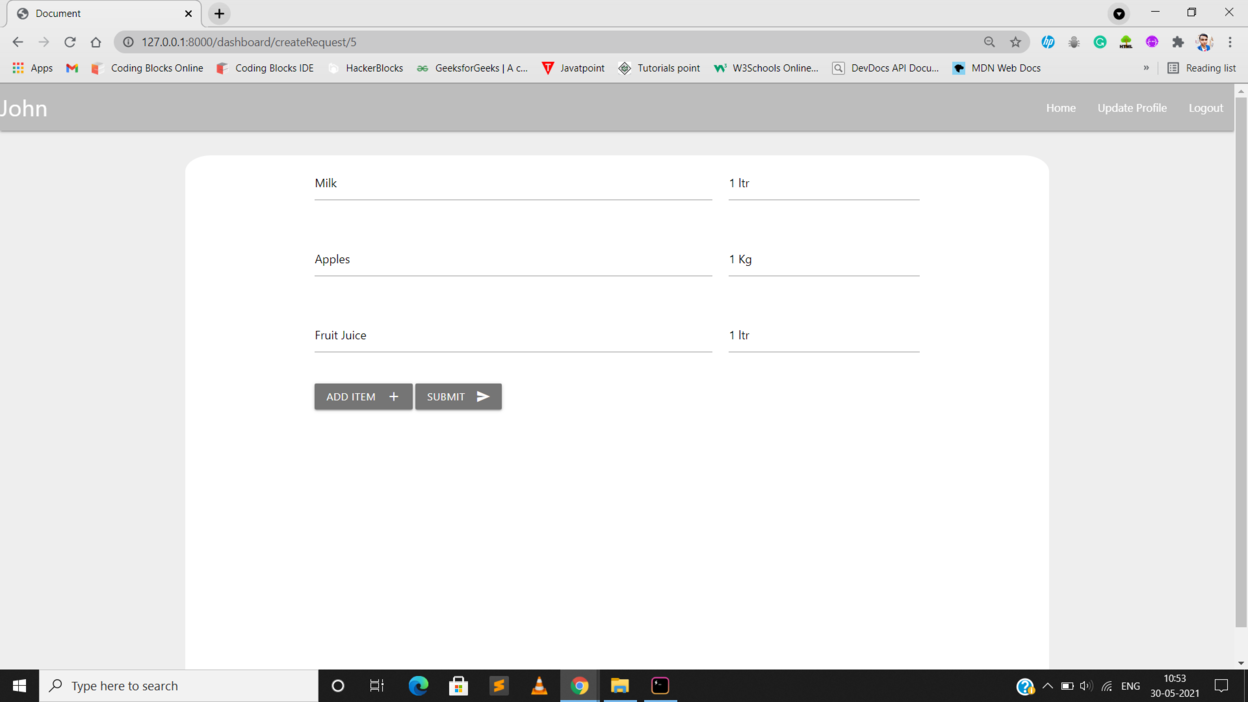 Document
127.0.0.1:8000/dashboard/createRequest/5
Apps Coding Blocks Online Coding Blocks IDE HackerBlocks GeeksforGeeks | A c... Javatpoint Tutorials point W3Schools Online... DevDocs API Docu... MDN Web Docs » Reading list
John Home Update Profile Logout
Milk 1 ltr
Apples 1 Kg
Fruit Juice 1 ltr
ADD ITEM + SUBMIT
Type here to search
ENG
10:53
30-05-2021